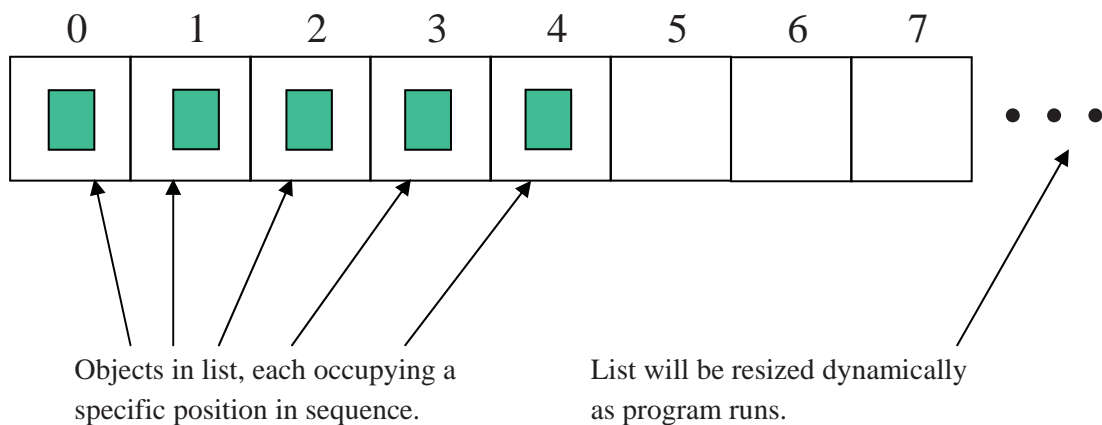 0 1 2 3 4 5 6 7
Objects in list, each occupying a
specific position in sequence.
List will be resized dynamically
as program runs.